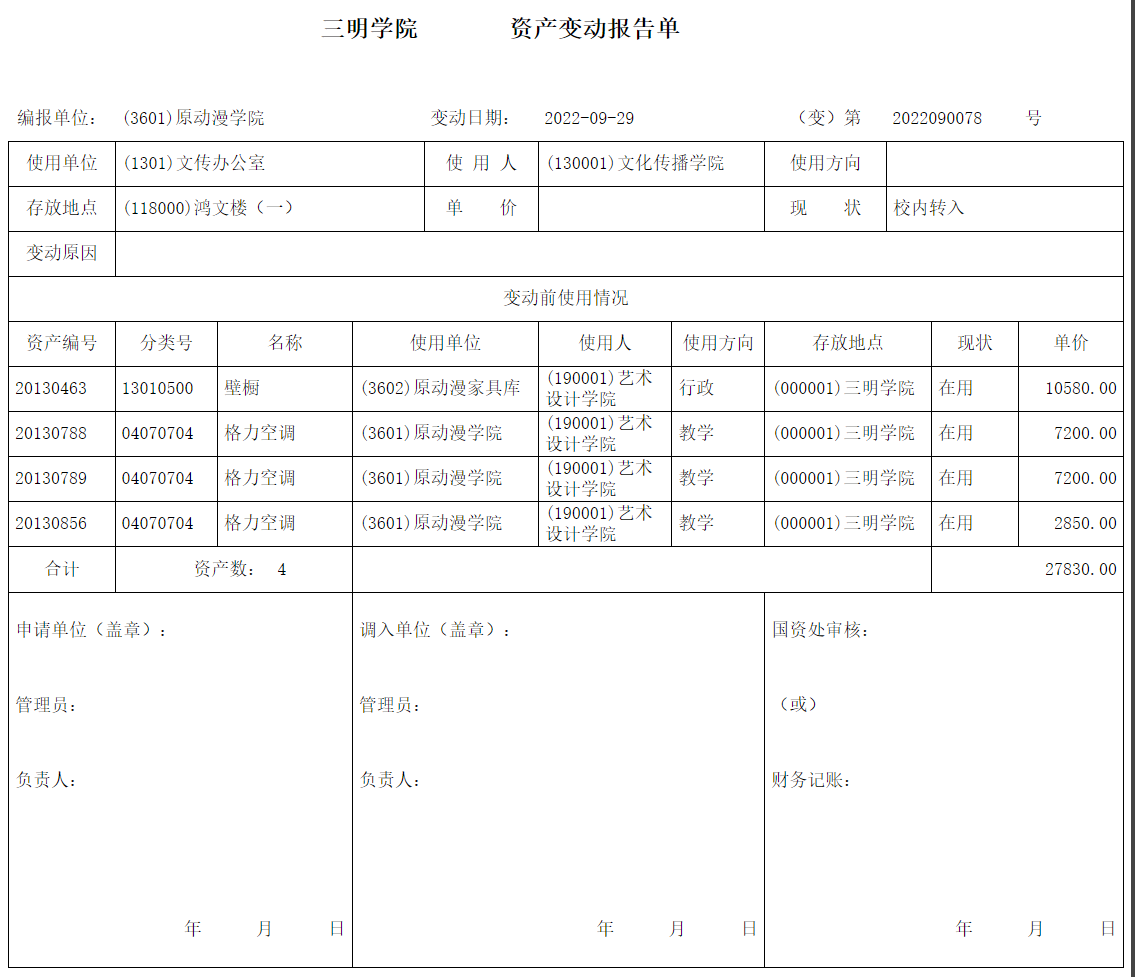 三明学院 资产变动报告单
编报单位: (3601)原动漫学院 变动日期: 2022-09-29 （变）第 2022090078 号
使用单位 (1301)文传办公室 使 用 人 (130001)文化传播学院 使用方向
存放地点 (118000)鸿文楼（一） 单 价 现 状 校内转入
变动原因
变动前使用情况
资产编号 分类号 名称 使用单位 使用人 使用方向 存放地点 现状 单价
20130463 13010500 壁橱 (3602)原动漫家具库 (190001)艺术设计学院 行政 (000001)三明学院 在用 10580.00
20130788 04070704 格力空调 (3601)原动漫学院 (190001)艺术设计学院 教学 (000001)三明学院 在用 7200.00
20130789 04070704 格力空调 (3601)原动漫学院 (190001)艺术设计学院 教学 (000001)三明学院 在用 7200.00
20130856 04070704 格力空调 (3601)原动漫学院 (190001)艺术设计学院 教学 (000001)三明学院 在用 2850.00
合计 资产数: 4 27830.00
申请单位（盖章）: 调入单位（盖章）: 国资处审核:
管理员: 管理员: （或）
负责人: 负责人: 财务记账:
年 月 日 年 月 日 年 月 日